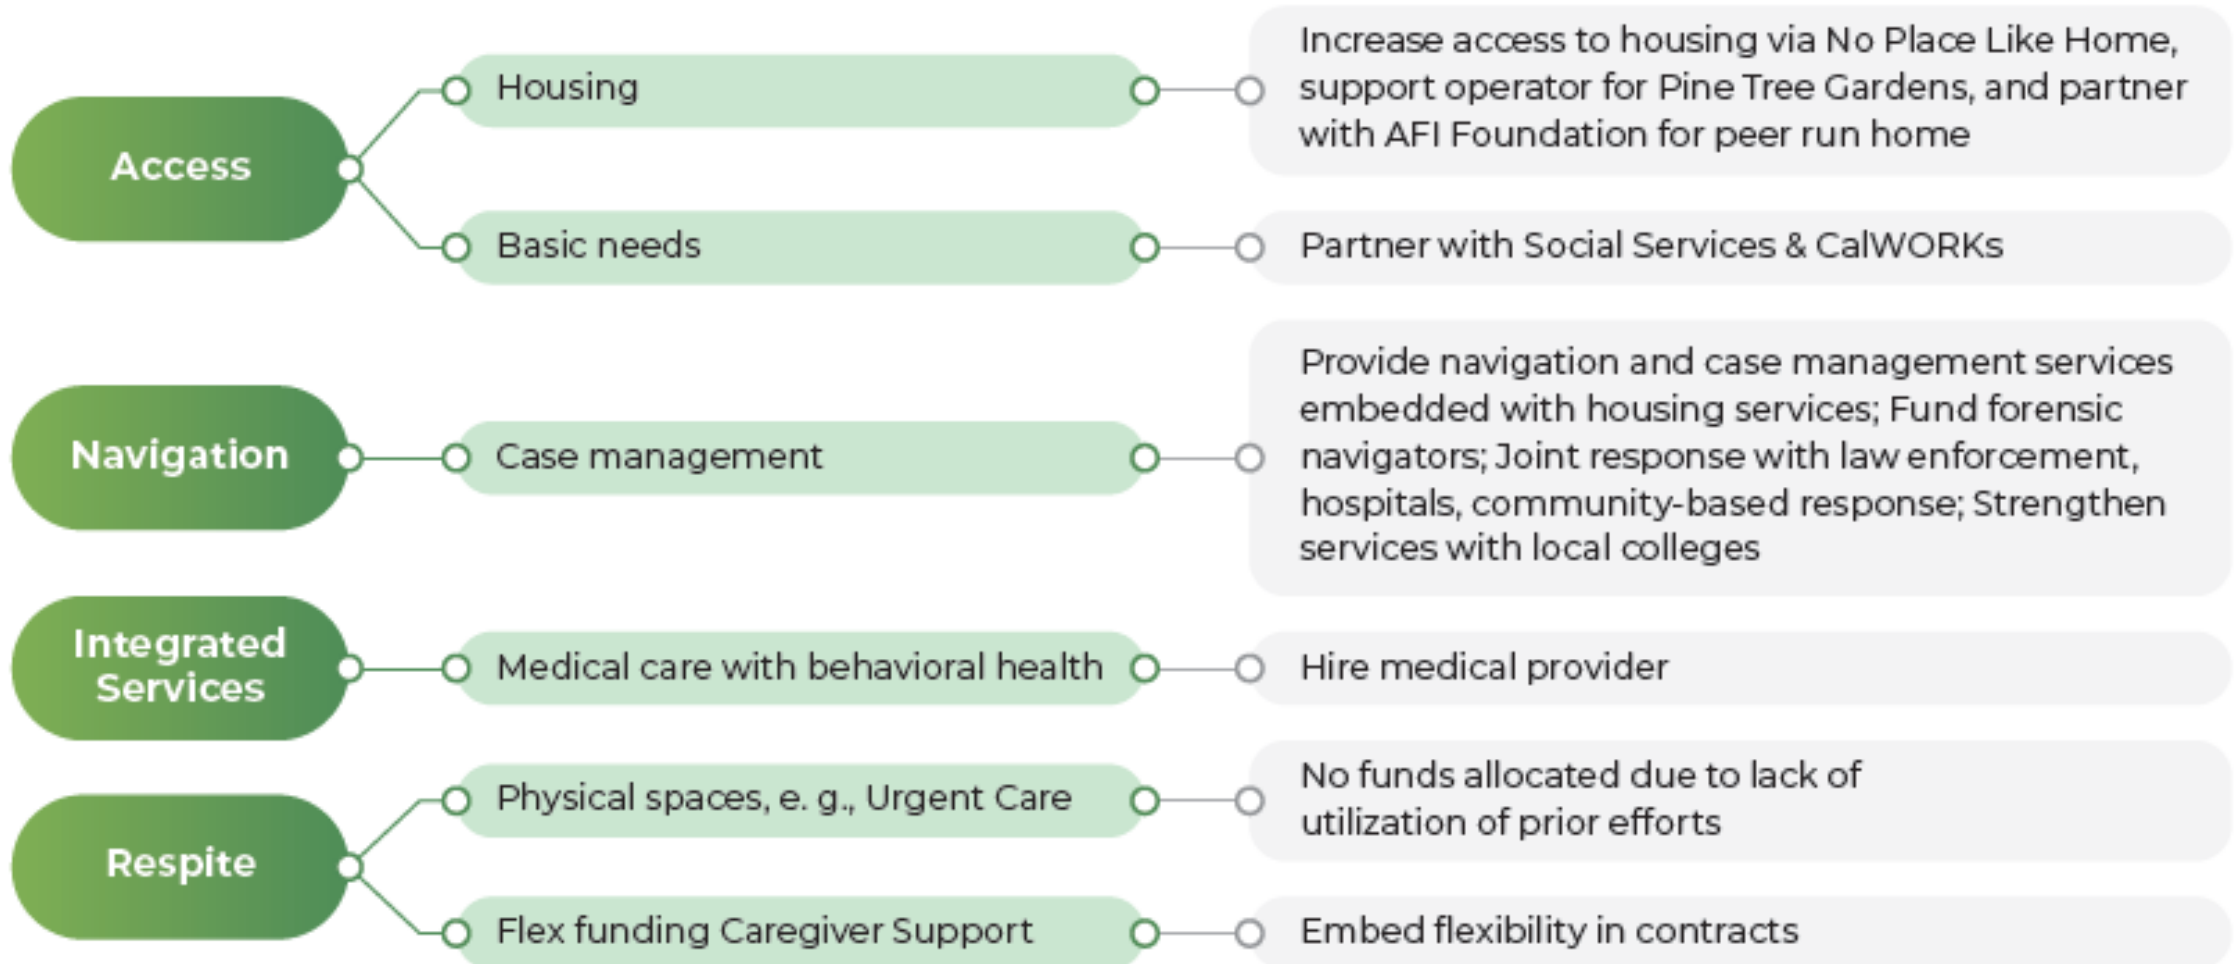 Access
Housing
Increase access to housing via No Place Like Home,
support operator for Pine Tree Gardens, and partner
with AFI Foundation for peer run home
Basic needs
Partner with Social Services & CalWORKs
Navigation
Case management
Provide navigation and case management services
embedded with housing services; Fund forensic
navigators; Joint response with law enforcement,
hospitals, community-based response; Strengthen
services with local colleges
Integrated
Services
Medical care with behavioral health
Hire medical provider
Respite
Physical spaces, e. g., Urgent Care
No funds allocated due to lack of
utilization of prior efforts
Flex funding Caregiver Support
Embed flexibility in contracts